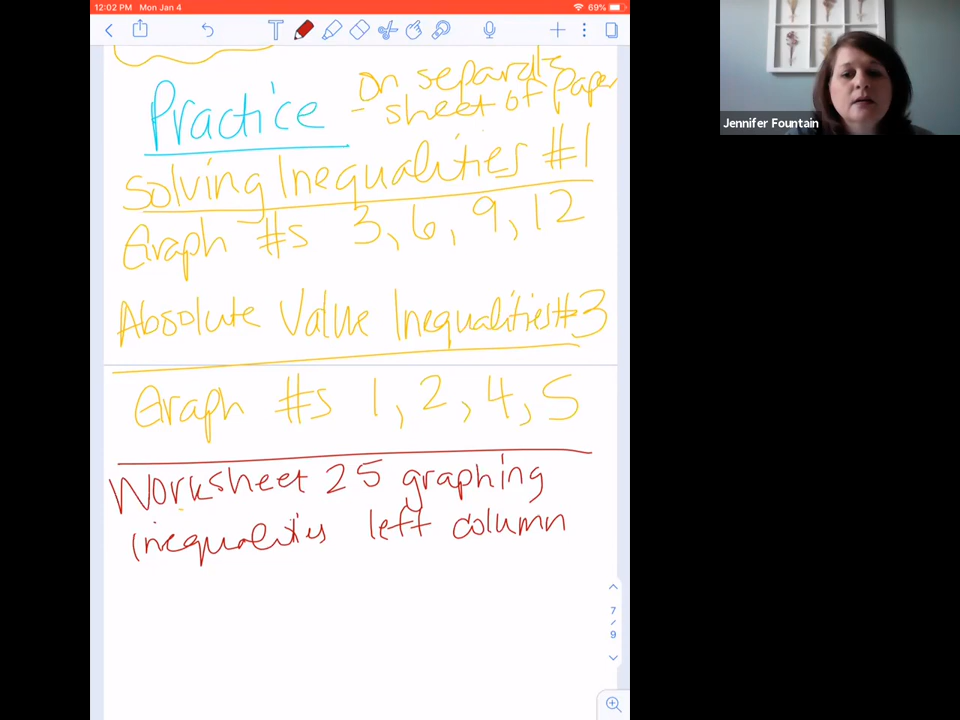 12:02 PM Mon Jan 4
69%
Practice
on separate
- sheet of paper
Solving Inequalities #1
Graph #s 3, 6, 9, 12
Absolute Value Inequalities #3
Graph #s 1, 2, 4, 5
Worksheet 25 graphing
inequalities left column
7
/
9
Jennifer Fountain